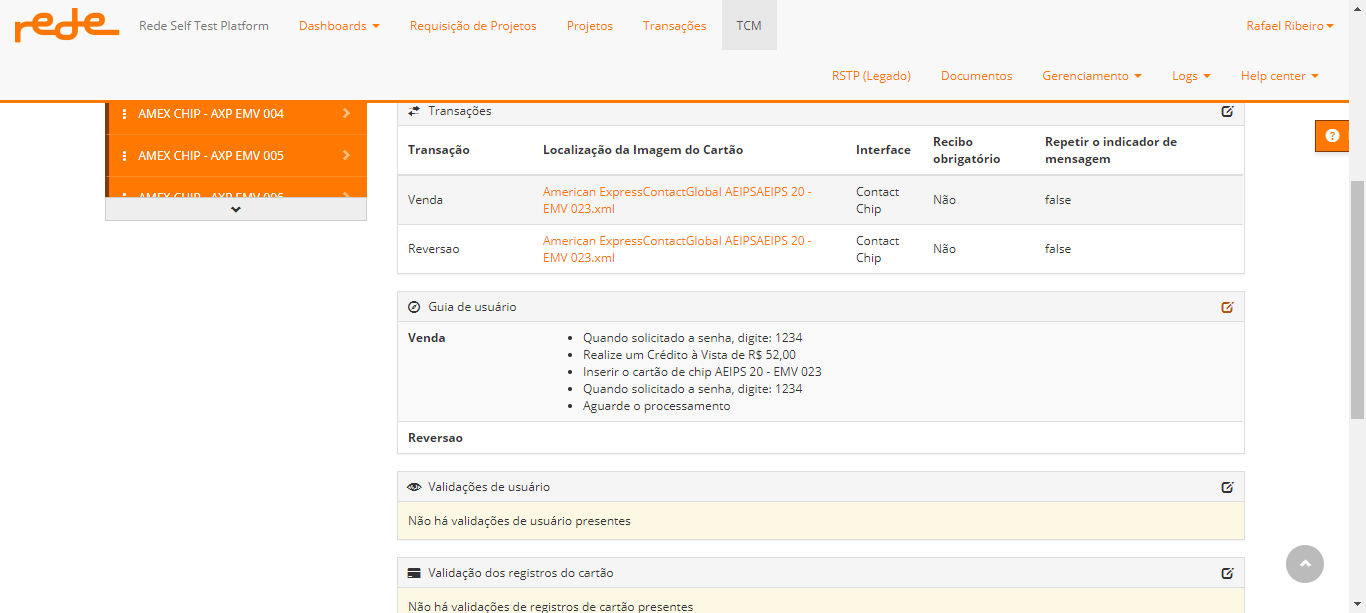 rede
Rede Self Test Platform
Dashboards
Requisição de Projetos
Projetos
Transações
TCM
Rafael Ribeiro
RSTP (Legado)
Documentos
Gerenciamento
Logs
Help center
AMEX CHIP - AXP EMV 004
AMEX CHIP - AXP EMV 005
AMEX CHIP - AXP EMV 006
Transações
Transação
Localização da Imagem do Cartão
Interface
Recibo
obrigatório
Repetir o indicador de
mensagem
Venda
American ExpressContactGlobal AEIPSAEIPS 20 -
EMV 023.xml
Contact
Chip
Não
false
Reversao
American ExpressContactGlobal AEIPSAEIPS 20 -
EMV 023.xml
Contact
Chip
Não
false
Guia de usuário
Venda
Quando solicitado a senha, digite: 1234
Realize um Crédito à Vista de R$ 52,00
Inserir o cartão de chip AEIPS 20 - EMV 023
Quando solicitado a senha, digite: 1234
Aguarde o processamento
Reversao
Validações de usuário
Não há validações de usuário presentes
Validação dos registros do cartão
Não há validações de registros de cartão presentes